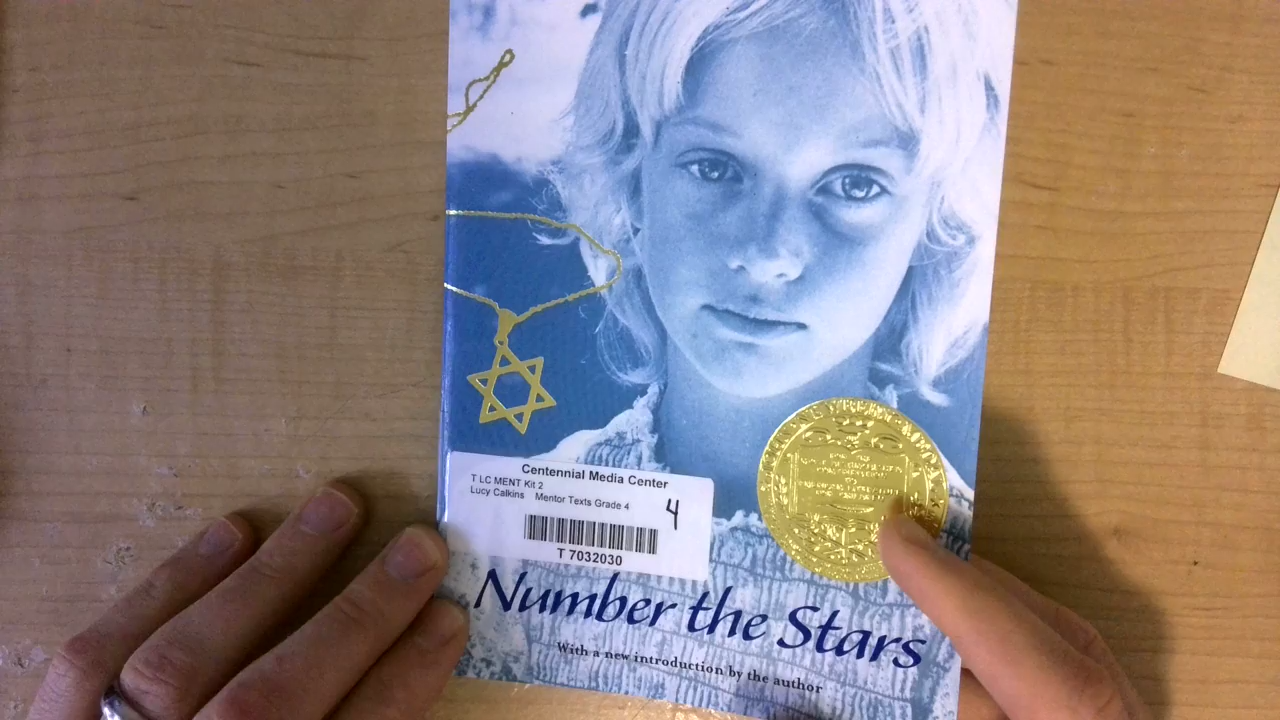 Centennial Media Center
T LC MENT Kit 2
Lucy Calkins Mentor Texts Grade 4
4
T 7032030
Number the Stars
With a new introduction by the author